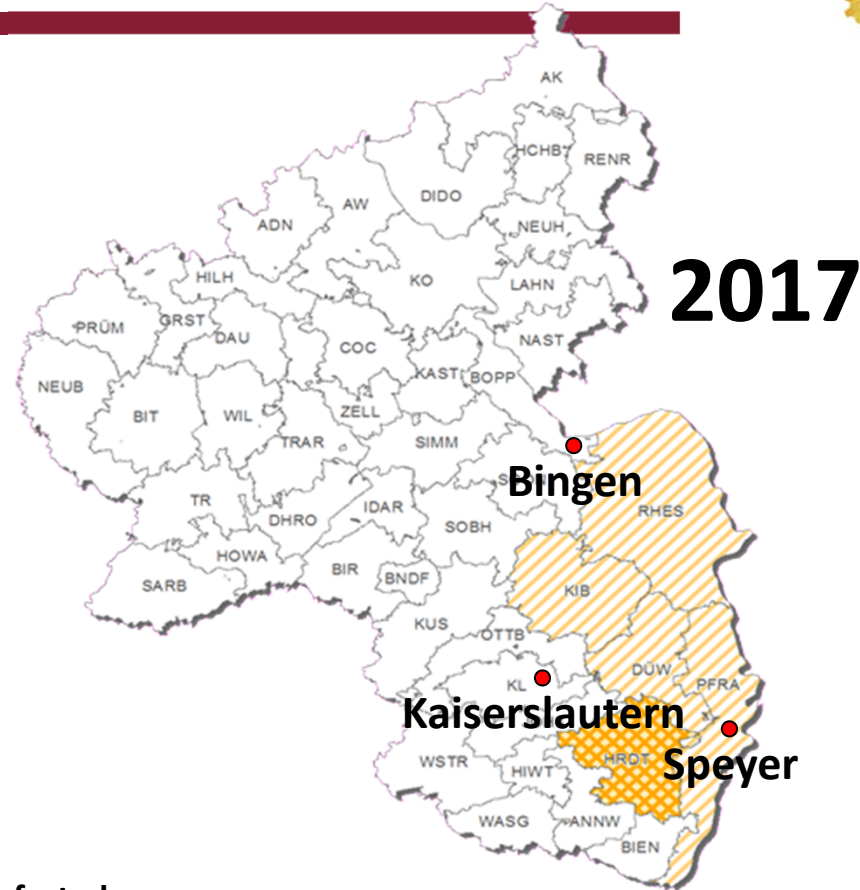 AK
HCHB
RENR
DIDO
AW
ADN
NEUH
2017
HILH
KO
LAHN
PRÜM
GRST
DAU
NAST
COC
KAST
BOPP
NEUB
BIT
WIL
ZELL
TRAR
SIMM
Bingen
TR
IDAR
RHES
DHRO
SOBH
HOWA
BIR
BNDF
SARB
KIB
KUS
OTTB
DÜW
KL
PFRA
Kaiserslautern
WSTR
HIWT
HRDT
Speyer
WASG
ANNW
BIEN